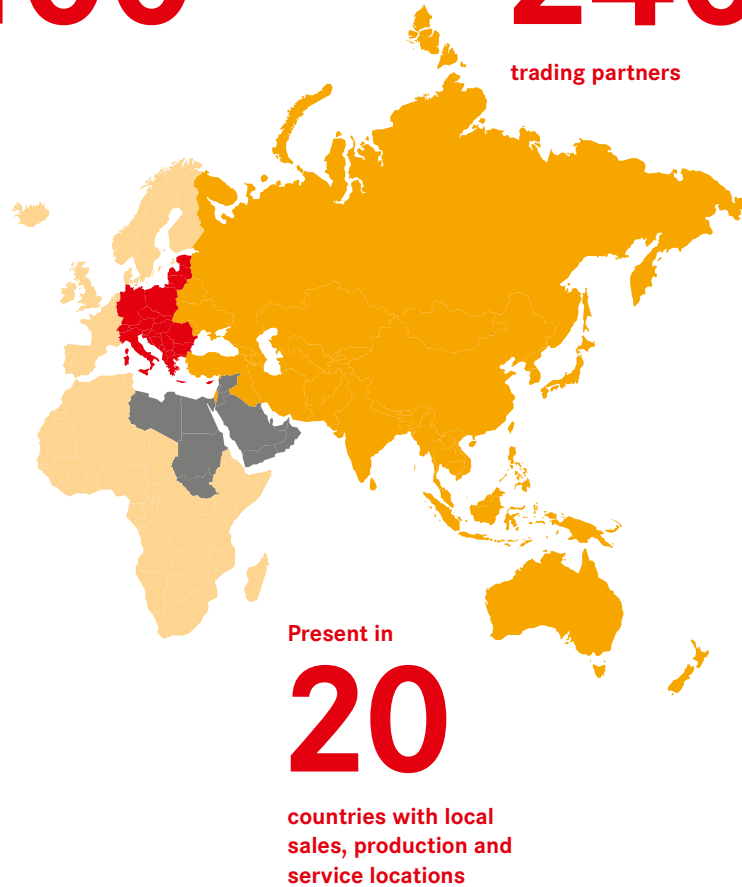 trading partners
Present in
20
countries with local
sales, production and
service locations